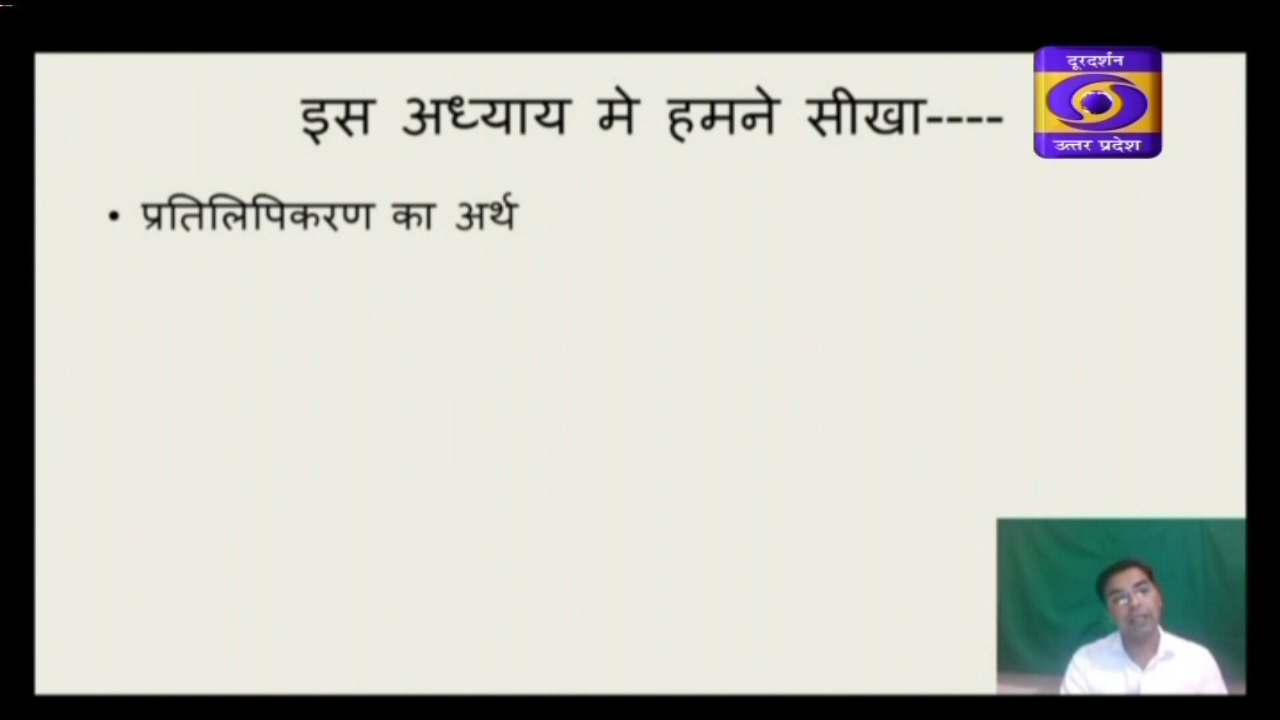 दूरदर्शन
उत्तर प्रदेश
इस अध्याय मे हमने सीखा----
• प्रतिलिपिकरण का अर्थ